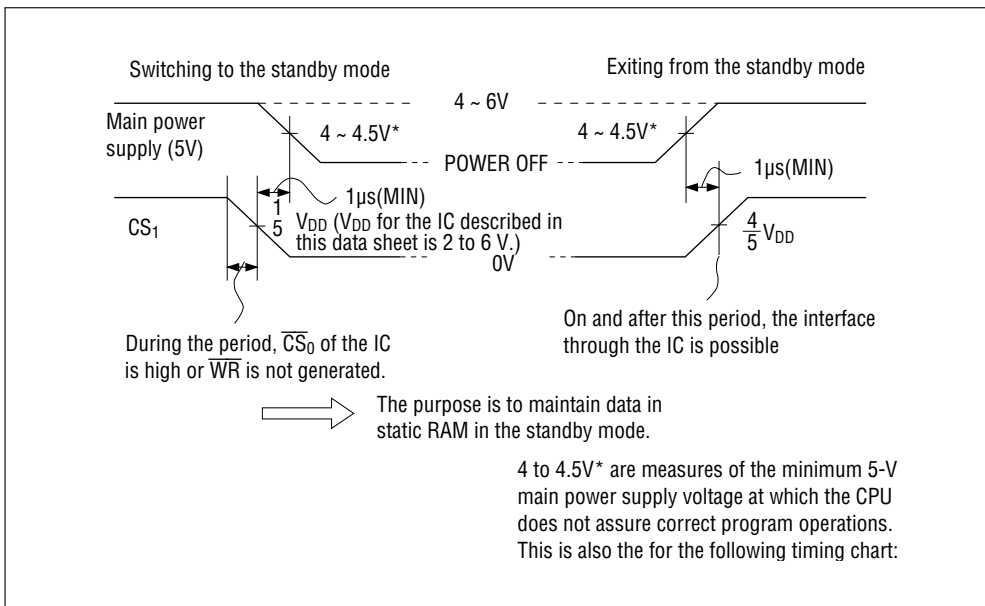 Switching to the standby mode
Exiting from the standby mode
4 ~ 6V
Main power
supply (5V)
4 ~ 4.5V*
4 ~ 4.5V*
POWER OFF
1µs(MIN)
1µs(MIN)
CS1
1
5
VDD (VDD for the IC described in
this data sheet is 2 to 6 V.)
0V
4/5 VDD
During the period, C̅S̅0 of the IC
is high or W̅R̅ is not generated.
On and after this period, the interface
through the IC is possible
The purpose is to maintain data in
static RAM in the standby mode.
4 to 4.5V* are measures of the minimum 5-V
main power supply voltage at which the CPU
does not assure correct program operations.
This is also the for the following timing chart: